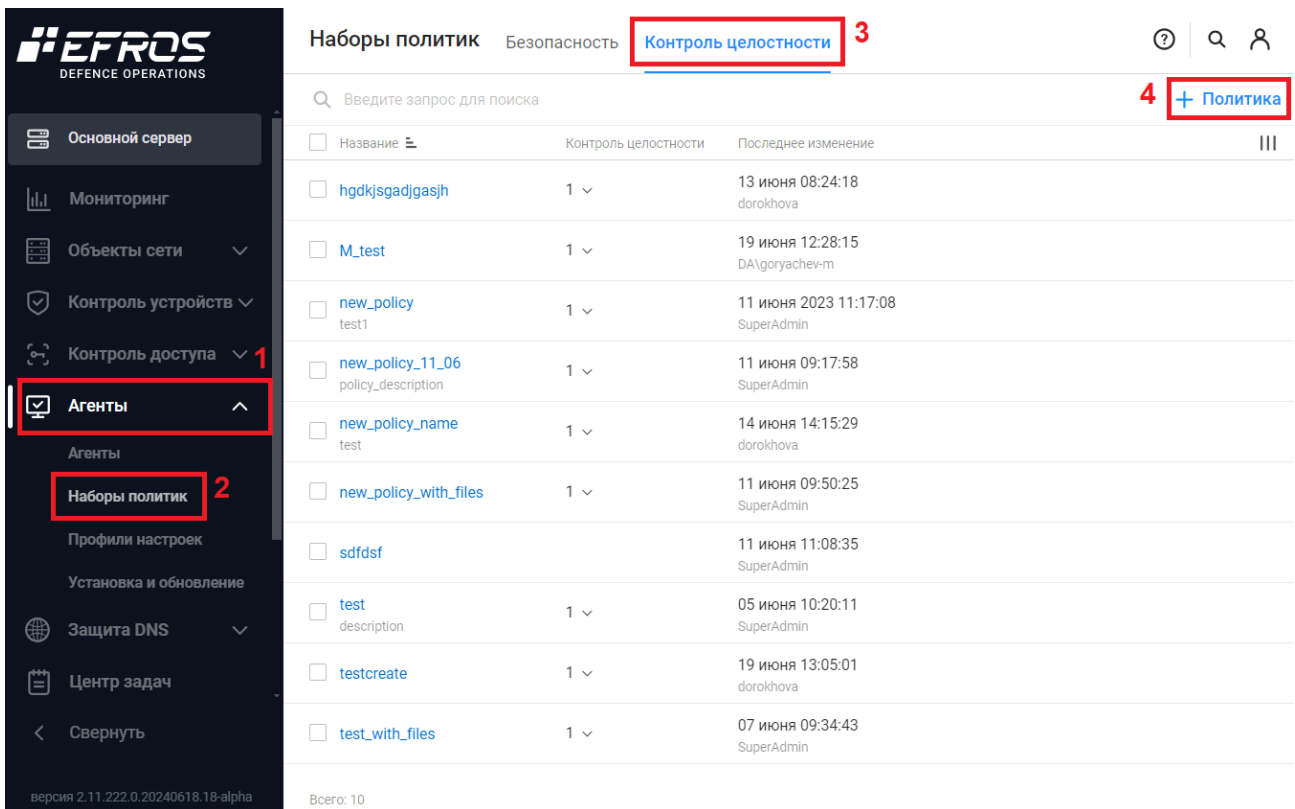 EFROS
DEFENCE OPERATIONS
Основной сервер
Мониторинг
Объекты сети
Контроль устройств
Контроль доступа
1
Агенты
Агенты
Наборы политик
2
Профили настроек
Установка и обновление
Защита DNS
Центр задач
Свернуть
версия 2.11.222.0.20240618.18-alpha
Наборы политик Безопасность Контроль целостности 3
Введите запрос для поиска
4 + Политика
Название Контроль целостности Последнее изменение
hgdkjsgadjgasjh 1 13 июня 08:24:18
dorokhova
M_test 1 19 июня 12:28:15
DA\goryachev-m
new_policy 1 11 июня 2023 11:17:08
test1 SuperAdmin
new_policy_11_06 1 11 июня 09:17:58
policy_description SuperAdmin
new_policy_name 1 14 июня 14:15:29
test dorokhova
new_policy_with_files 1 11 июня 09:50:25
SuperAdmin
sdfdsf 11 июня 11:08:35
SuperAdmin
test 1 05 июня 10:20:11
description SuperAdmin
testcreate 1 19 июня 13:05:01
dorokhova
test_with_files 1 07 июня 09:34:43
SuperAdmin
Всего: 10